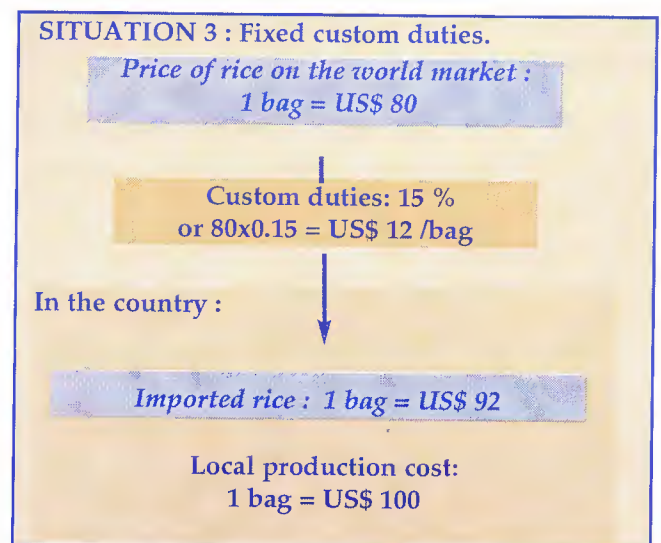 SITUATION 3 : Fixed custom duties.
Price of rice on the world market :
1 bag = US$ 80
Custom duties: 15 %
or 80x0.15 = US$ 12 /bag
In the country :
Imported rice : 1 bag = US$ 92
Local production cost:
1 bag = US$ 100